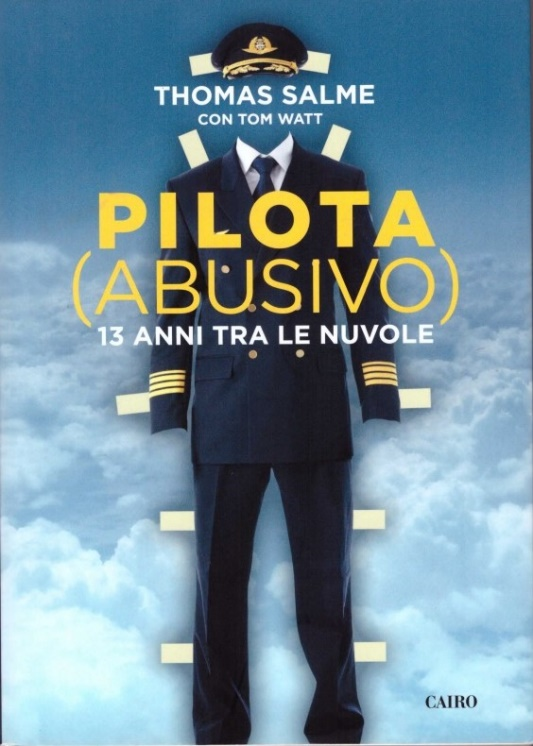 THOMAS SALME
CON TOM WATT
PILOTA
(ABUSIVO)
13 ANNI TRA LE NUVOLE
CAIRO